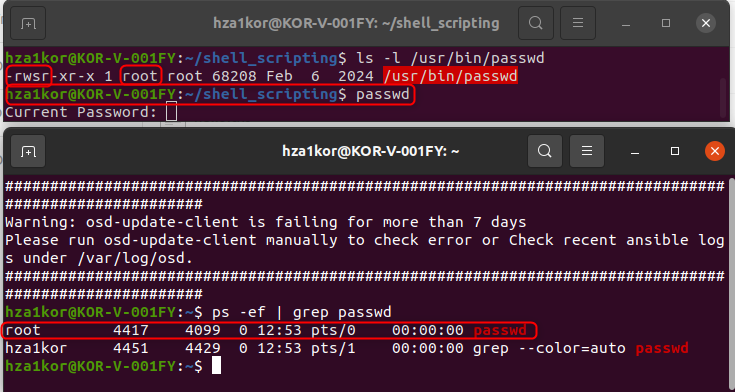 hza1kor@KOR-V-001FY: ~/shell_scripting
hza1kor@KOR-V-001FY:~/shell_scripting$ ls -l /usr/bin/passwd
-rwsr-xr-x 1 root root 68208 Feb  6  2024 /usr/bin/passwd
hza1kor@KOR-V-001FY:~/shell_scripting$ passwd
Current Password:
hza1kor@KOR-V-001FY: ~
################################################################################
######################
Warning: osd-update-client is failing for more than 7 days
Please run osd-update-client manually to check error or Check recent ansible log
s under /var/log/osd.
################################################################################
######################
hza1kor@KOR-V-001FY:~$ ps -ef | grep passwd
root        4417    4099  0 12:53 pts/0    00:00:00 passwd
hza1kor     4451    4429  0 12:53 pts/1    00:00:00 grep --color=auto passwd
hza1kor@KOR-V-001FY:~$